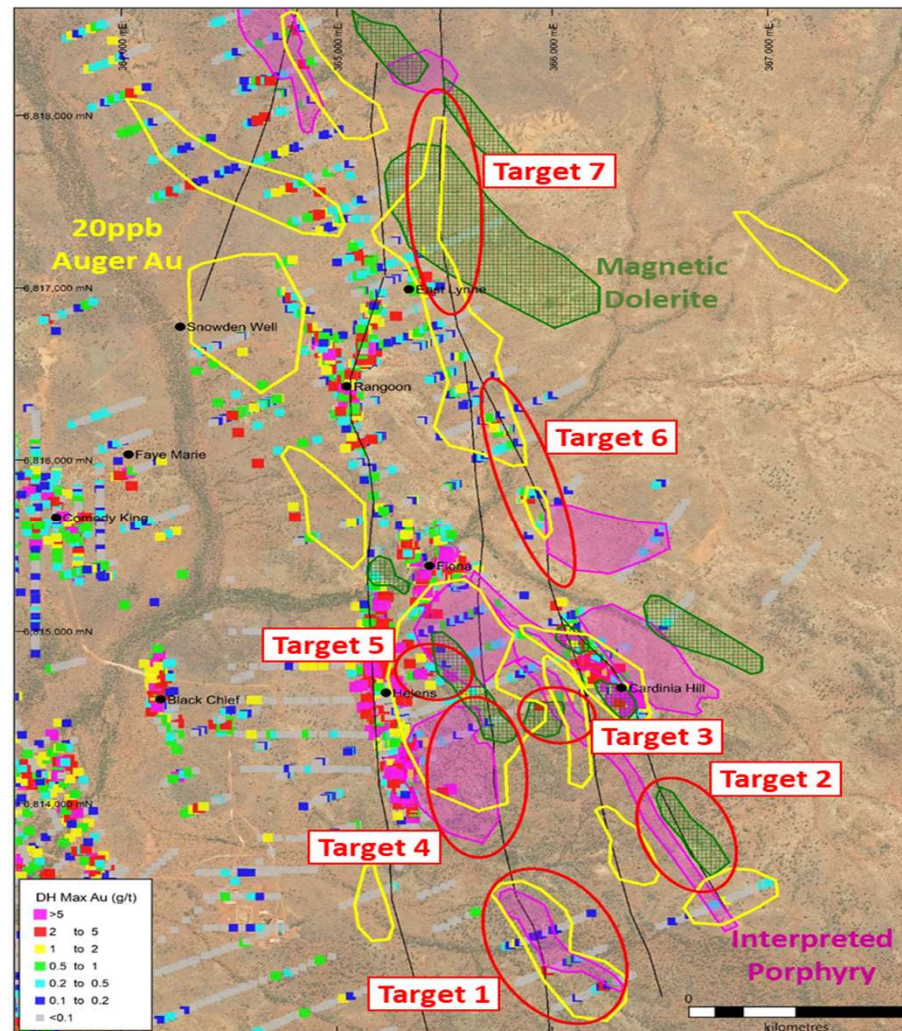 364,000 mE
365,000 mE
366,000 mE
367,000 mE
6,818,000 mN
Target 7
20ppb
Auger Au
Magnetic
Dolerite
6,817,000 mN
East Lynne
Snowden Well
Rangoon
Target 6
6,816,000 mN
Faye Marie
Comedy King
Fiona
6,815,000 mN
Target 5
Helens
Cardinia Hill
Black Chief
Target 3
Target 2
6,814,000 mN
Target 4
DH Max Au (g/t)
>5
2 to 5
1 to 2
0.5 to 1
0.2 to 0.5
0.1 to 0.2
<0.1
Interpreted
Porphyry
Target 1
0
kilometres